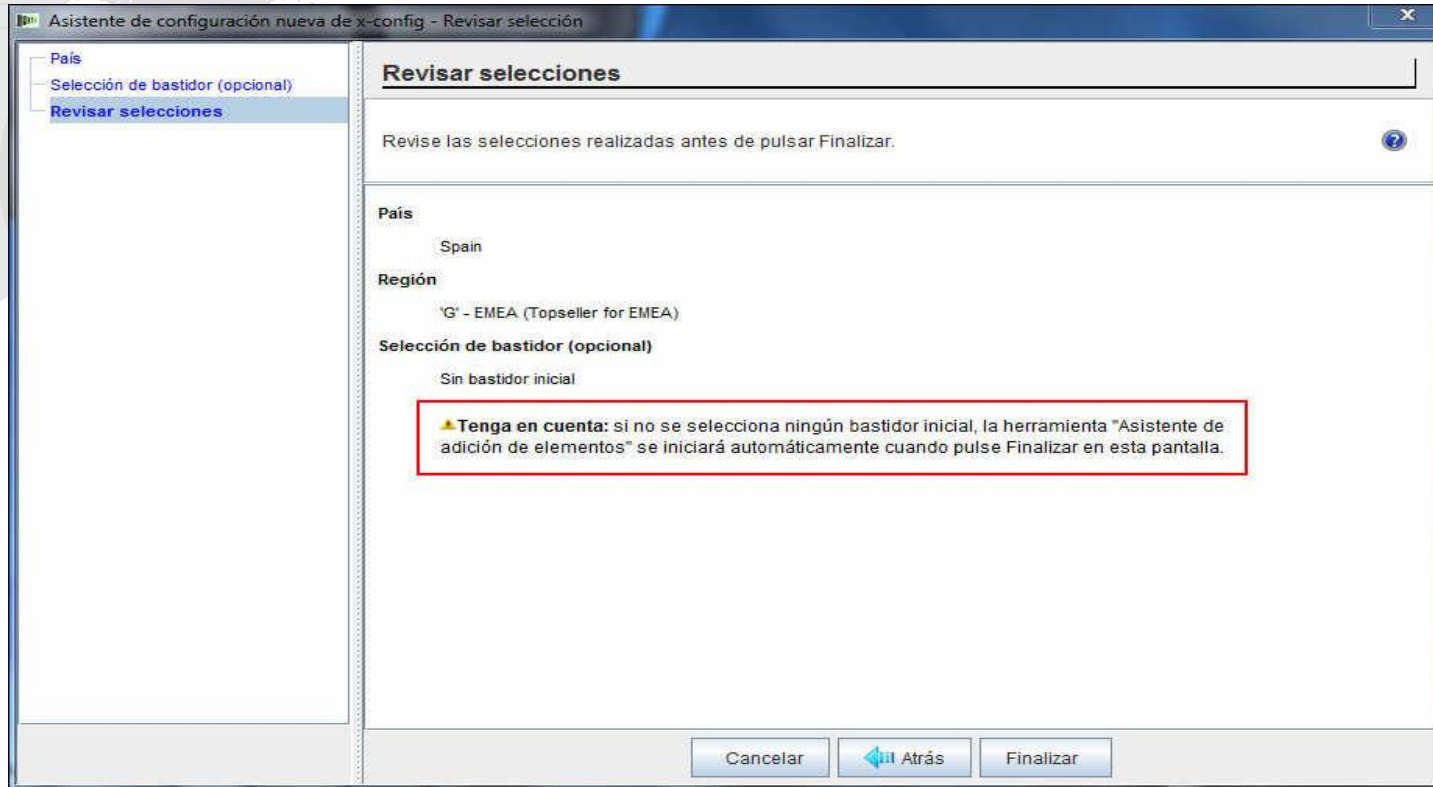 Asistente de configuración nueva de x-config - Revisar selección
País
Selección de bastidor (opcional)
Revisar selecciones
Revisar selecciones
Revise las selecciones realizadas antes de pulsar Finalizar.
País
Spain
Región
'G' - EMEA (Topseller for EMEA)
Selección de bastidor (opcional)
Sin bastidor inicial
Tenga en cuenta: si no se selecciona ningún bastidor inicial, la herramienta "Asistente de
adición de elementos" se iniciará automáticamente cuando pulse Finalizar en esta pantalla.
Cancelar
Atrás
Finalizar